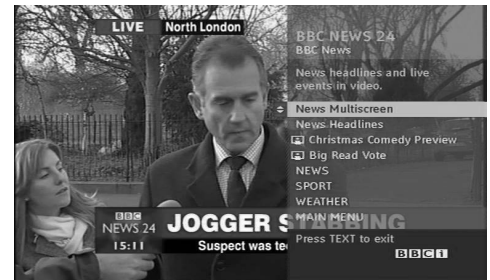 LIVE North London
BBC NEWS 24
BBC News
News headlines and live
events in video.
News Multiscreen
News Headlines
Christmas Comedy Preview
Big Read Vote
NEWS
SPORT
WEATHER
MAIN MENU
Press TEXT to exit
BBC 1
BBC
NEWS 24
15:11
JOGGER STABBING
Suspect was